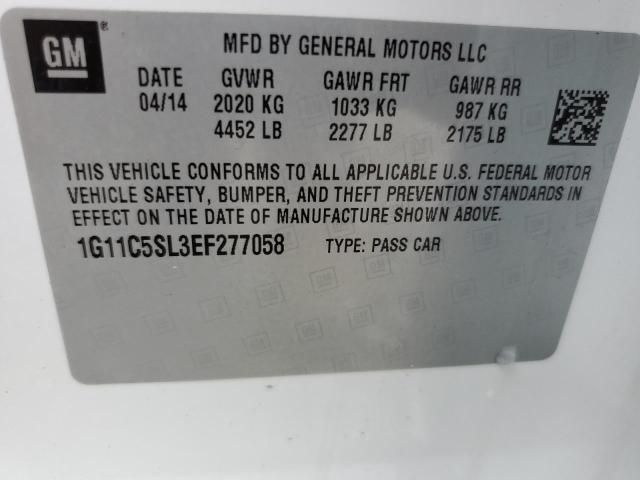 GM
®
MFD BY GENERAL MOTORS LLC
DATE GVWR GAWR FRT GAWR RR
04/14 2020 KG 1033 KG 987 KG
4452 LB 2277 LB 2175 LB
THIS VEHICLE CONFORMS TO ALL APPLICABLE U.S. FEDERAL MOTOR
VEHICLE SAFETY, BUMPER, AND THEFT PREVENTION STANDARDS IN
EFFECT ON THE DATE OF MANUFACTURE SHOWN ABOVE.
1G11C5SL3EF277058 TYPE: PASS CAR